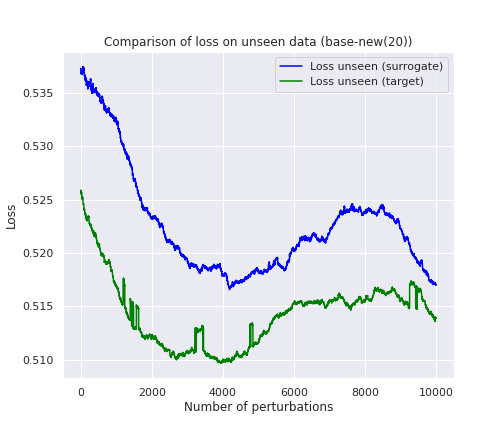 Comparison of loss on unseen data (base-new(20))
Loss unseen (surrogate)
Loss unseen (target)
0.535
0.530
0.525
0.520
0.515
0.510
Loss
0
2000
4000
6000
8000
10000
Number of perturbations